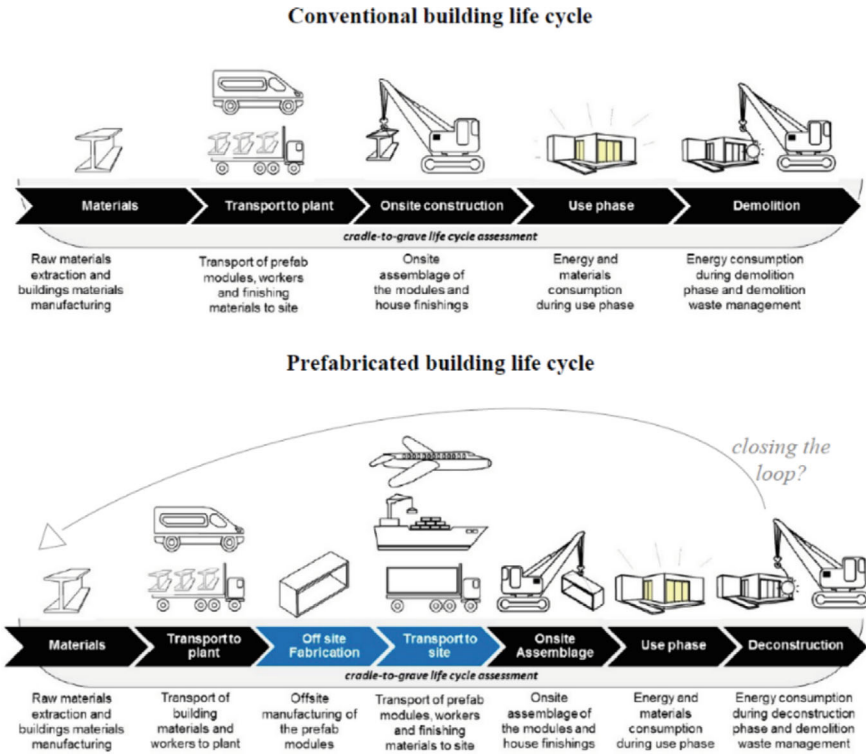 Conventional building life cycle
Materials
Transport to plant
Onsite construction
Use phase
Demolition
cradle-to-grave life cycle assessment
Raw materials
extraction and
buildings materials
manufacturing
Transport of prefab
modules, workers
and finishing
materials to site
Onsite
assemblage of
the modules and
house finishings
Energy and
materials
consumption
during use phase
Energy consumption
during demolition
phase and demolition
waste management
Prefabricated building life cycle
closing the
loop?
Materials
Transport to
plant
Off site
Fabrication
Transport to
site
Onsite
Assemblage
Use phase
Deconstruction
cradle-to-grave life cycle assessment
Raw materials
extraction and
buildings materials
manufacturing
Transport of
building
materials and
workers to plant
Offsite
manufacturing of
the prefab
modules
Transport of prefab
modules, workers
and finishing
materials to site
Onsite
assemblage of
the modules and
house finishings
Energy and
materials
consumption
during use phase
Energy consumption
during deconstruction
phase and demolition
waste management